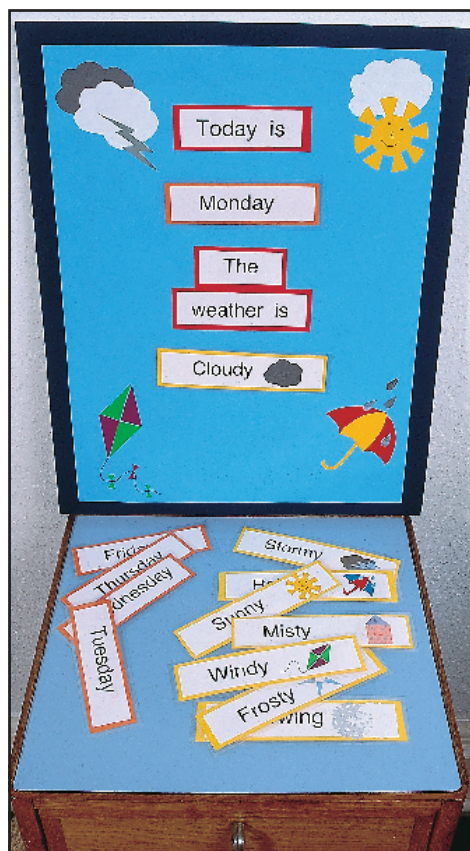 Today is
Monday
The
weather is
Cloudy
Thursday
Tuesday
Stormy
Sunny
Misty
Windy
Frosty